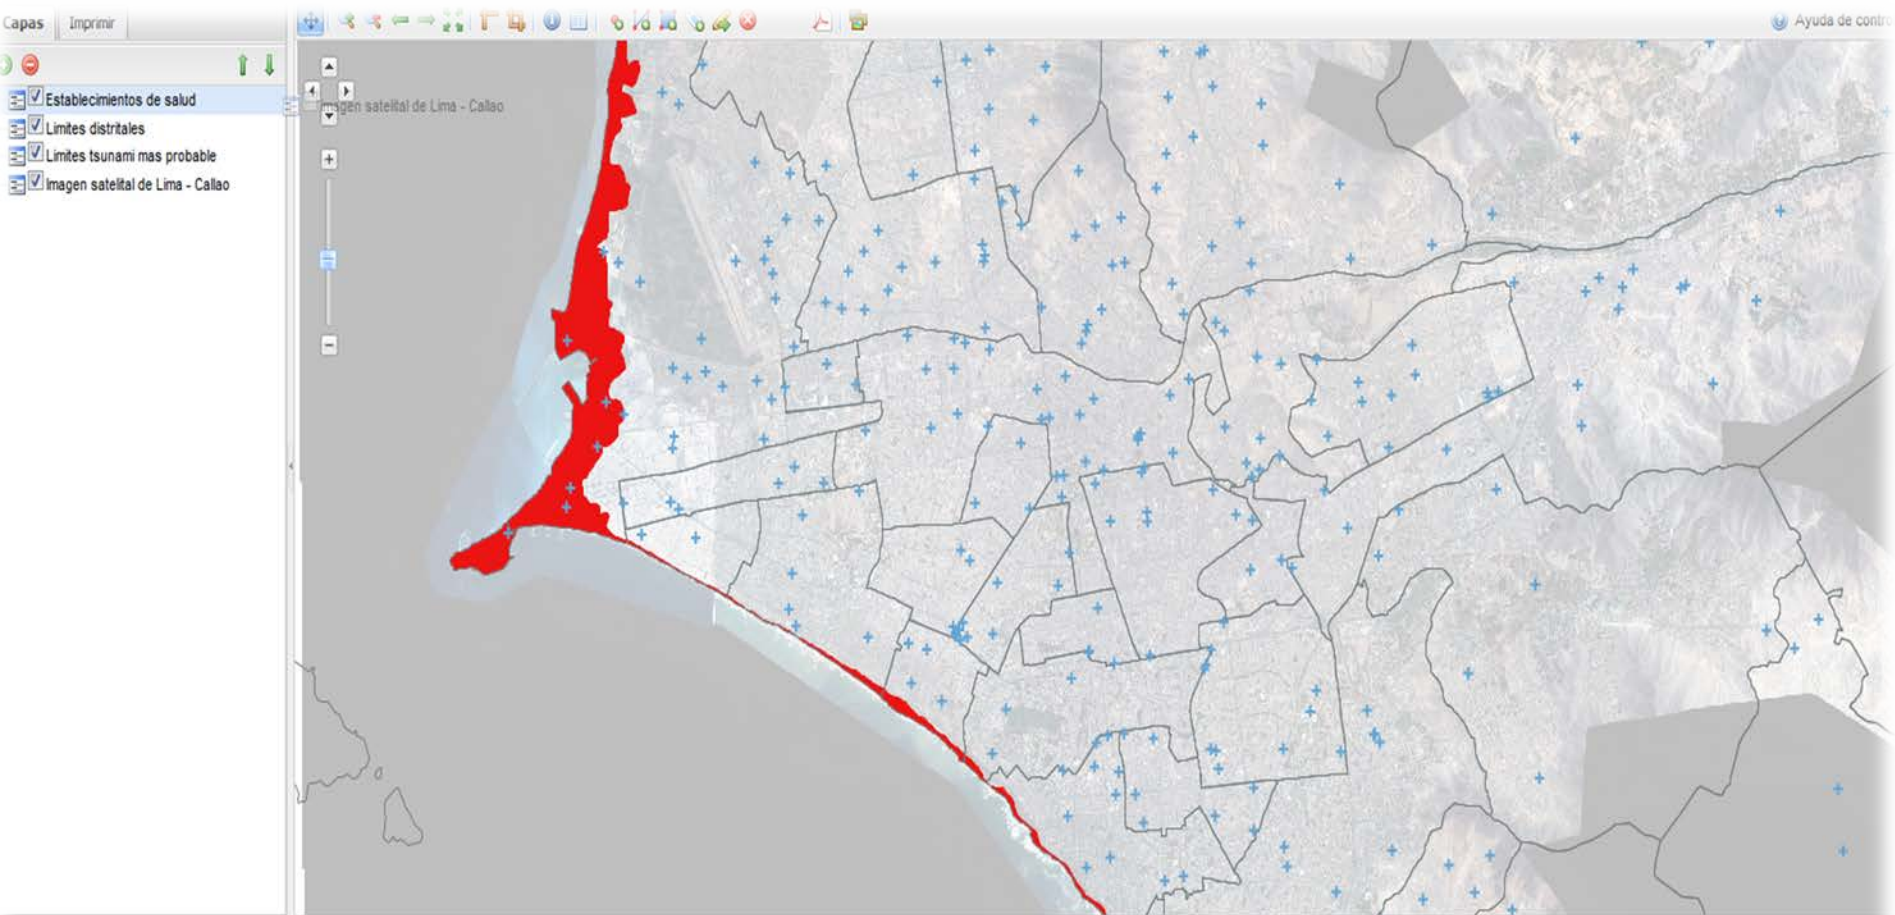 Capas
Imprimir
Ayuda de contro
Establecimientos de salud
Limites distritales
Limites tsunami mas probable
Imagen satelital de Lima - Callao
Imagen satelital de Lima - Callao